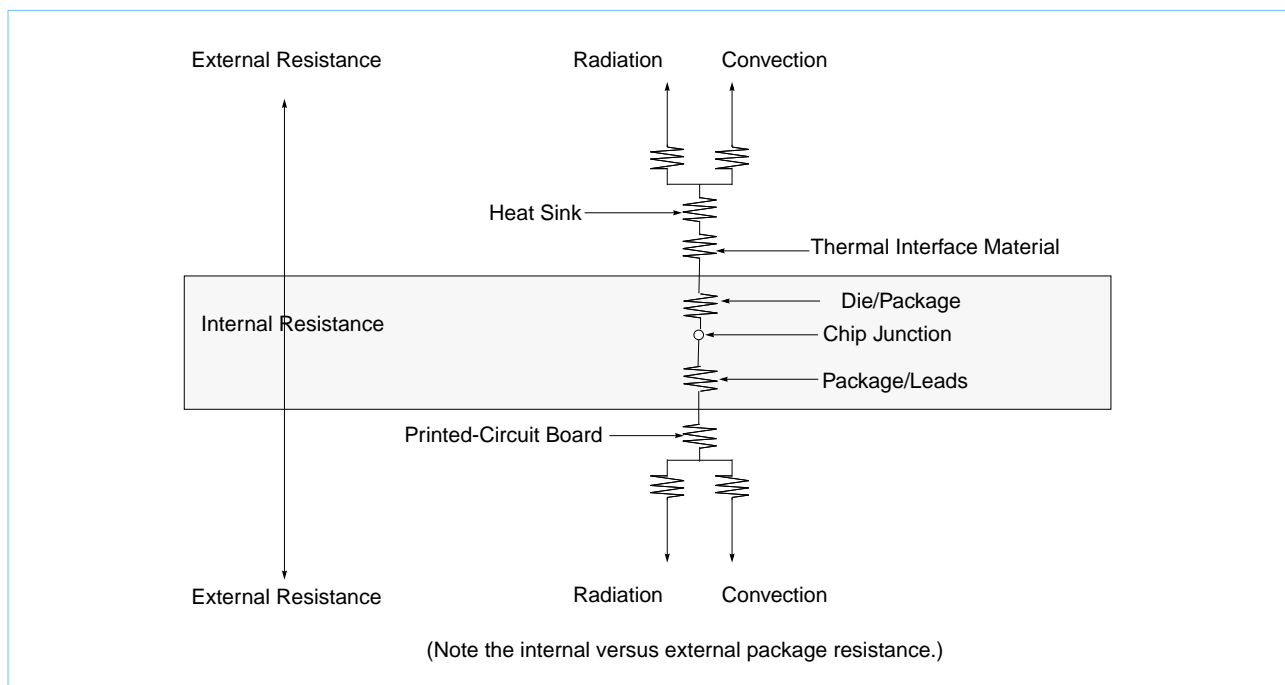 External Resistance
Radiation
Convection
Heat Sink
Thermal Interface Material
Die/Package
Internal Resistance
Chip Junction
Package/Leads
Printed-Circuit Board
External Resistance
Radiation
Convection
(Note the internal versus external package resistance.)